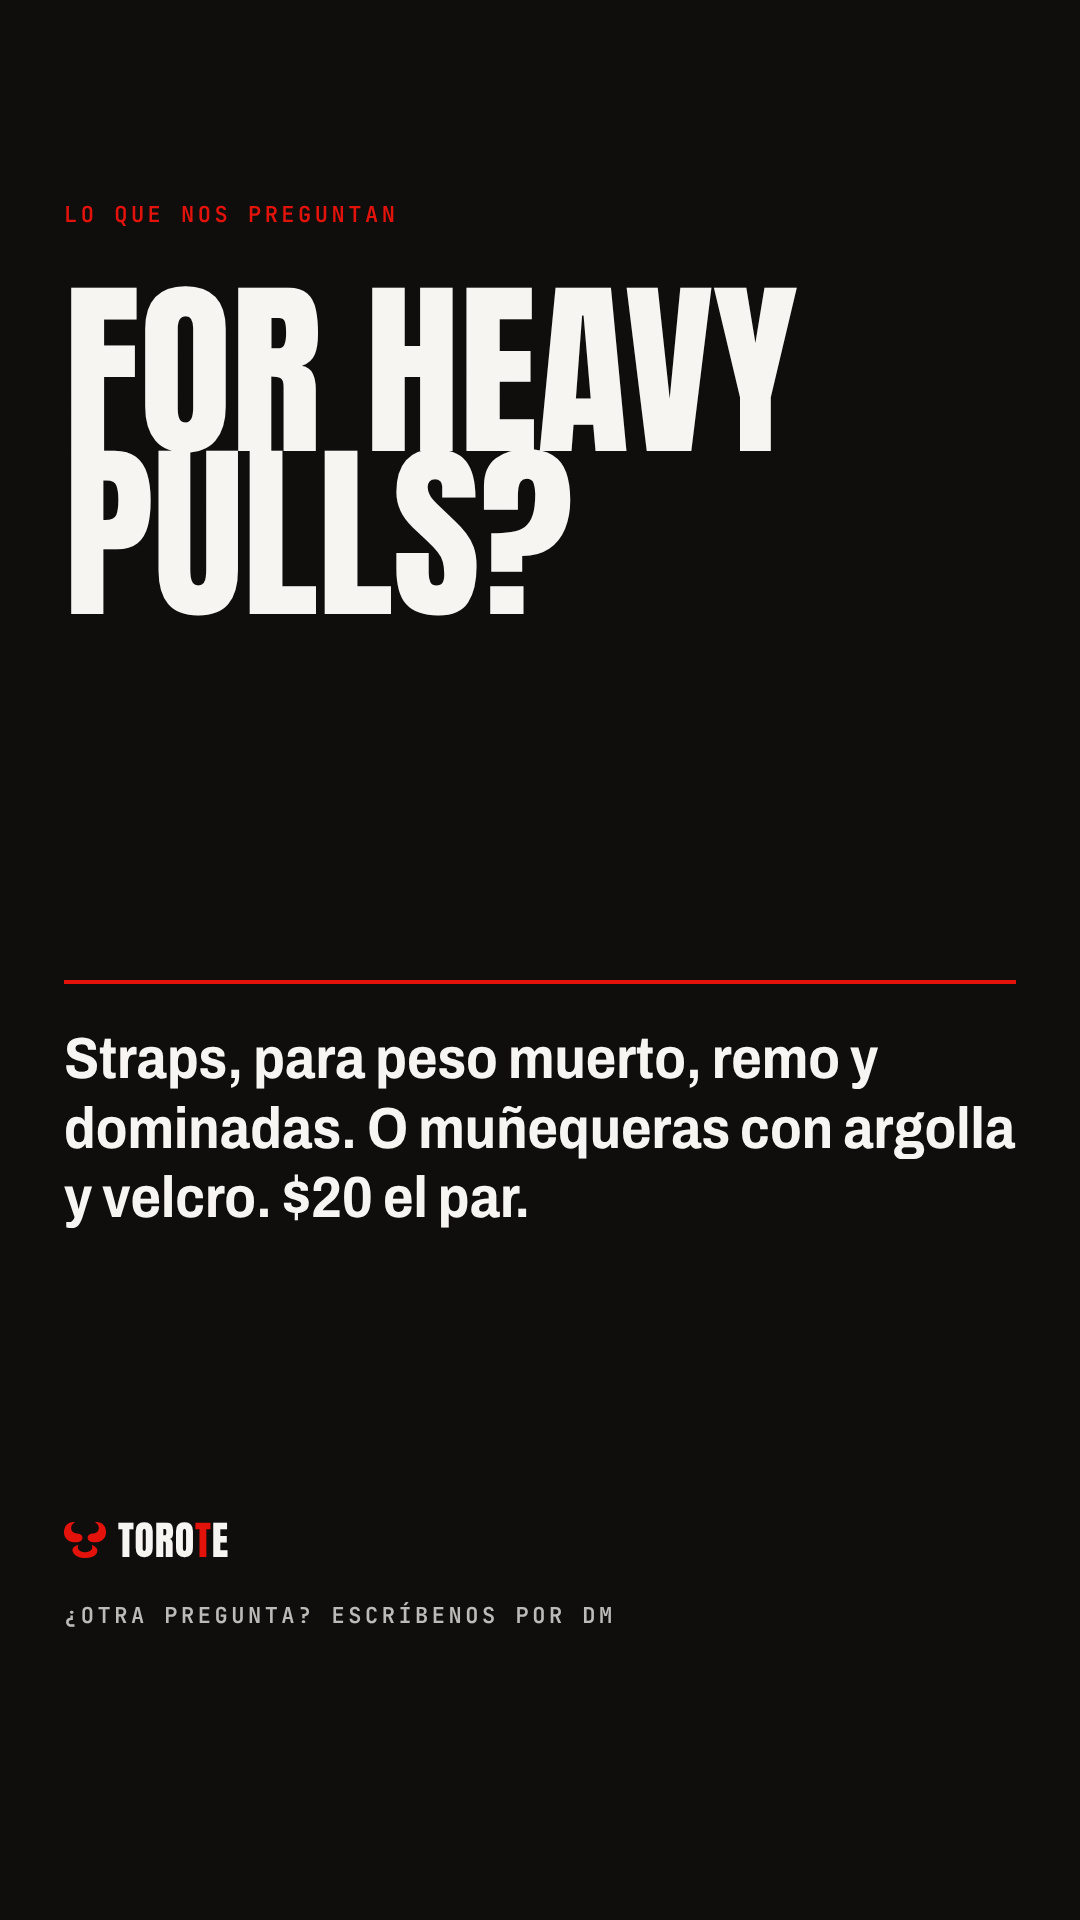 LO QUE NOS PREGUNTAN
FOR HEAVY
PULLS?
Straps, para peso muerto, remo y
dominadas. O muñequeras con argolla
y velcro. $20 el par.
TOROTE
¿OTRA PREGUNTA? ESCRÍBENOS POR DM